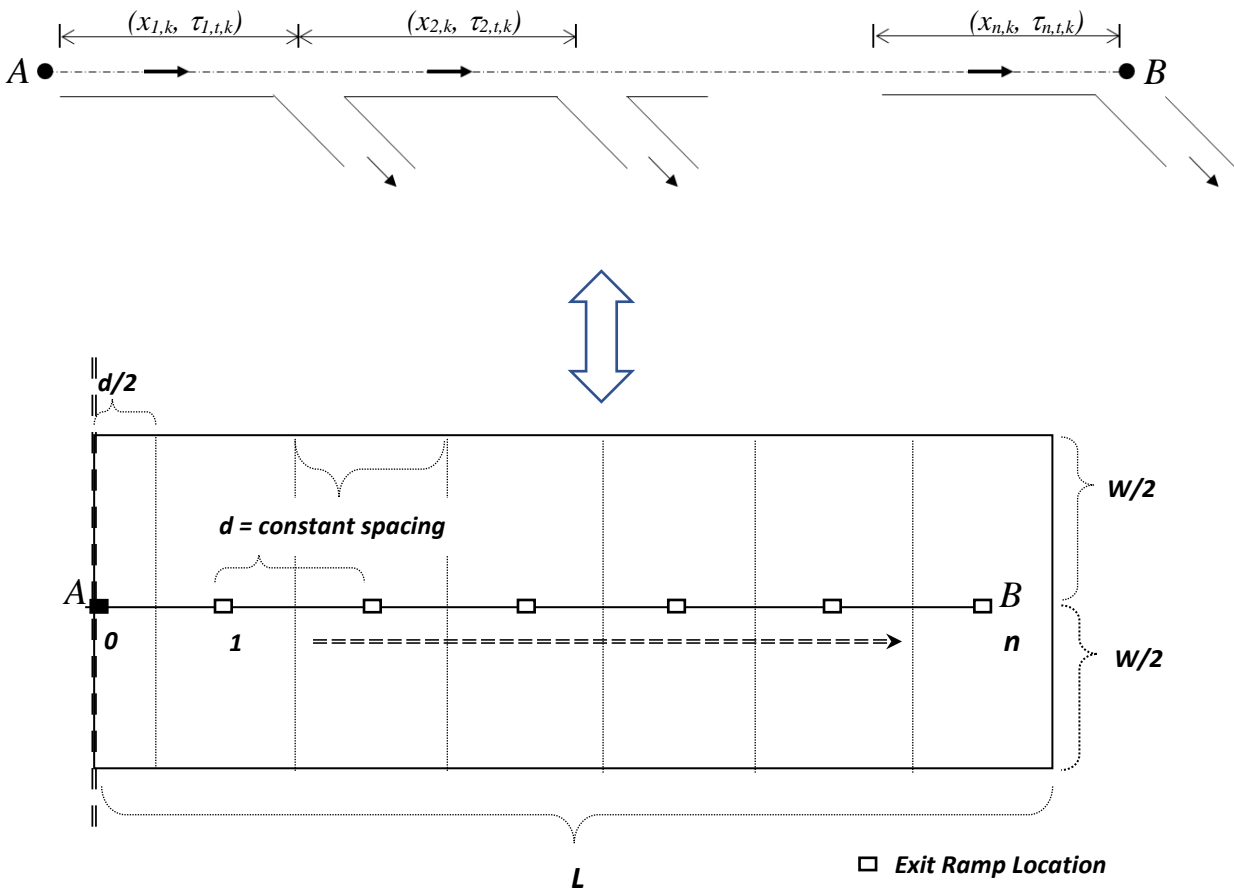 (x1,k, τ1,t,k) (x2,k, τ2,t,k) (xn,k, τn,t,k)
A B
d/2
W/2
d = constant spacing
A B
0 1 n
W/2
L
Exit Ramp Location